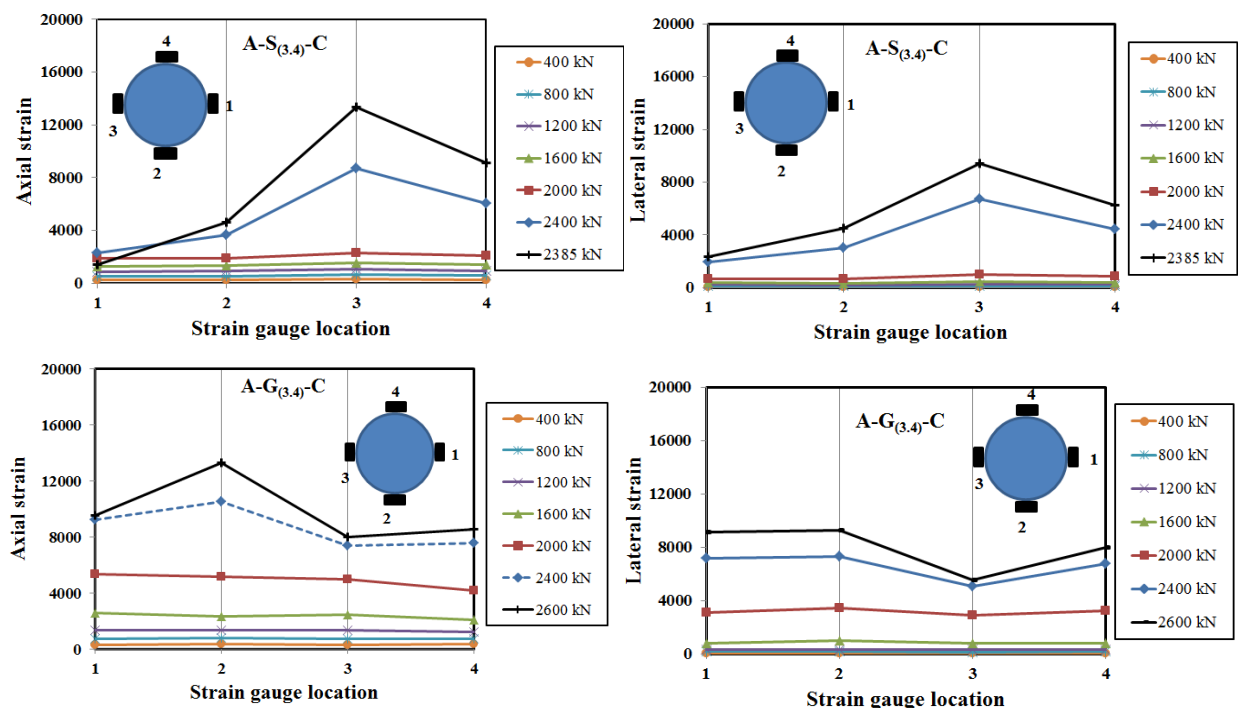 A-S(3.4)-C
Axial strain
20000
16000
12000
8000
4000
0
4
1
3
2
400 kN
800 kN
1200 kN
1600 kN
2000 kN
2400 kN
2385 kN
1 2 3 4
Strain gauge location
A-S(3.4)-C
Lateral strain
20000
16000
12000
8000
4000
0
4
1
3
2
400 kN
800 kN
1200 kN
1600 kN
2000 kN
2400 kN
2385 kN
1 2 3 4
Strain gauge location
A-G(3.4)-C
Axial strain
20000
16000
12000
8000
4000
0
4
1
3
2
400 kN
800 kN
1200 kN
1600 kN
2000 kN
2400 kN
2600 kN
1 2 3 4
Strain gauge location
A-G(3.4)-C
Lateral strain
20000
16000
12000
8000
4000
0
4
1
3
2
400 kN
800 kN
1200 kN
1600 kN
2000 kN
2400 kN
2600 kN
1 2 3 4
Strain gauge location